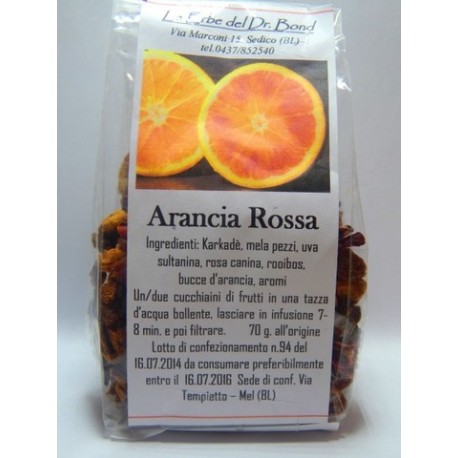 Le Erbe del Dr. Bond
Via Marconi 15 Sedico (BL)-
tel.0437/852540
Arancia Rossa
Ingredienti: Karkadè, mela pezzi, uva
sultanina, rosa canina, rooibos,
bucce d'arancia, aromi
Un/due cucchiaini di frutti in una tazza
d'acqua bollente, lasciare in infusione 7-
8 min. e poi filtrare. 70 g. all'origine
Lotto di confezionamento n.94 del
16.07.2014 da consumare preferibilmente
entro il 16.07.2016 Sede di conf. Via
Tempietto – Mel (BL)